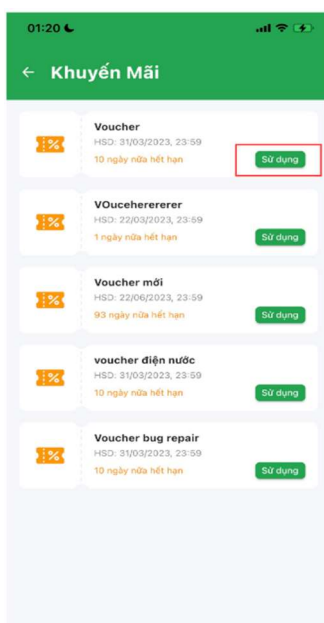 01:20
Khuyến Mãi
Voucher
HSD: 31/03/2023, 23:59
10 ngày nữa hết hạn
Sử dụng
VOucehererer
HSD: 22/03/2023, 23:59
1 ngày nữa hết hạn
Sử dụng
Voucher mới
HSD: 22/06/2023, 23:59
93 ngày nữa hết hạn
Sử dụng
voucher điện nước
HSD: 31/03/2023, 23:59
10 ngày nữa hết hạn
Sử dụng
Voucher bug repair
HSD: 31/03/2023, 23:59
10 ngày nữa hết hạn
Sử dụng